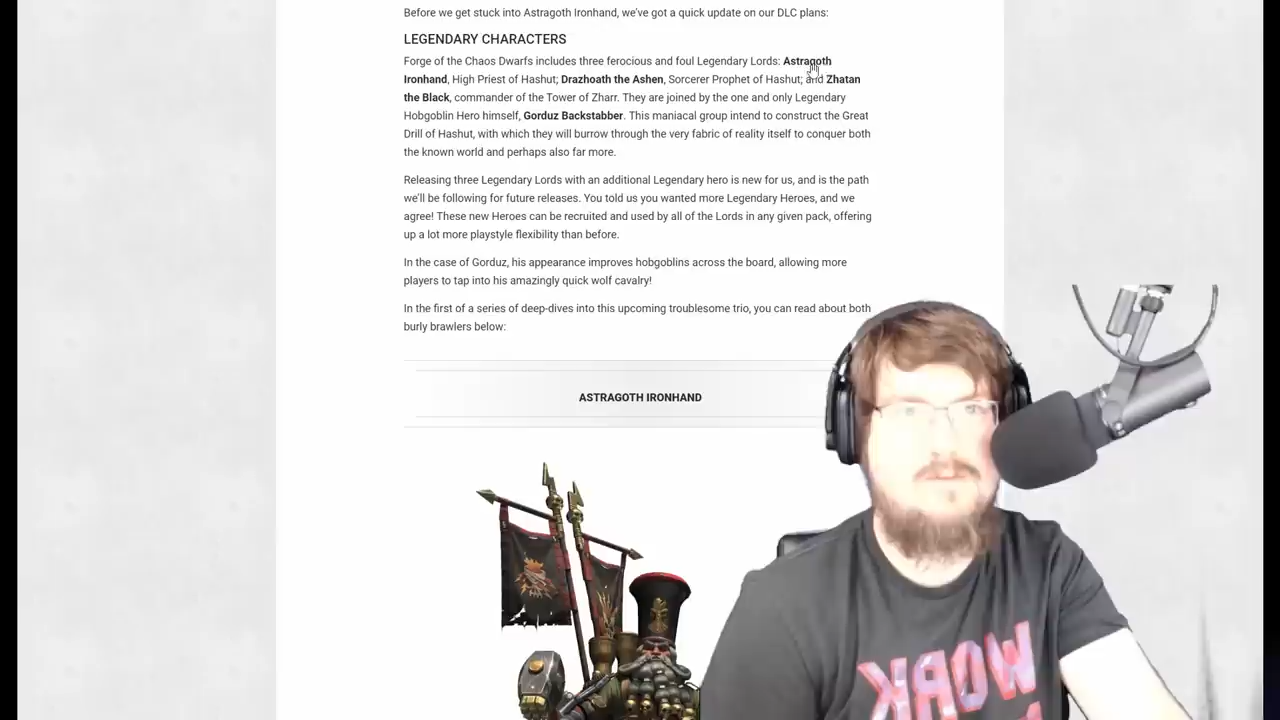 Before we get stuck into Astragoth Ironhand, we've got a quick update on our DLC plans:
LEGENDARY CHARACTERS
Forge of the Chaos Dwarfs includes three ferocious and foul Legendary Lords: Astragoth
Ironhand, High Priest of Hashut; Drazhoath the Ashen, Sorcerer Prophet of Hashut; and Zhatan
the Black, commander of the Tower of Zharr. They are joined by the one and only Legendary
Hobgoblin Hero himself, Gorduz Backstabber. This maniacal group intend to construct the Great
Drill of Hashut, with which they will burrow through the very fabric of reality itself to conquer both
the known world and perhaps also far more.
Releasing three Legendary Lords with an additional Legendary hero is new for us, and is the path
we'll be following for future releases. You told us you wanted more Legendary Heroes, and we
agree! These new Heroes can be recruited and used by all of the Lords in any given pack, offering
up a lot more playstyle flexibility than before.
In the case of Gorduz, his appearance improves hobgoblins across the board, allowing more
players to tap into his amazingly quick wolf cavalry!
In the first of a series of deep-dives into this upcoming troublesome trio, you can read about both
burly brawlers below:
ASTRAGOTH IRONHAND
WORK